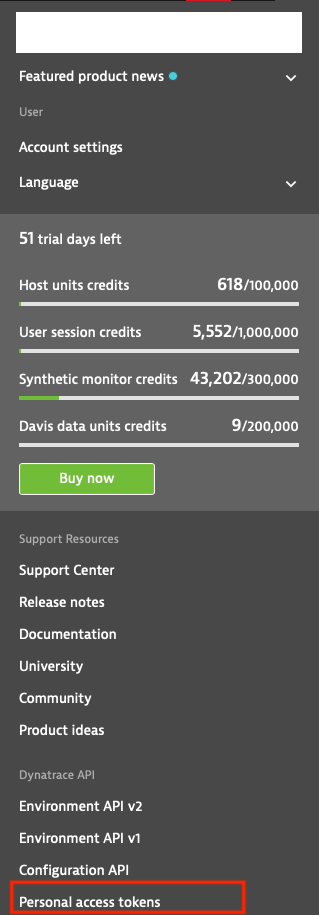 Featured product news
User
Account settings
Language
51 trial days left
Host units credits 618/100,000
User session credits 5,552/1,000,000
Synthetic monitor credits 43,202/300,000
Davis data units credits 9/200,000
Buy now
Support Resources
Support Center
Release notes
Documentation
University
Community
Product ideas
Dynatrace API
Environment API v2
Environment API v1
Configuration API
Personal access tokens